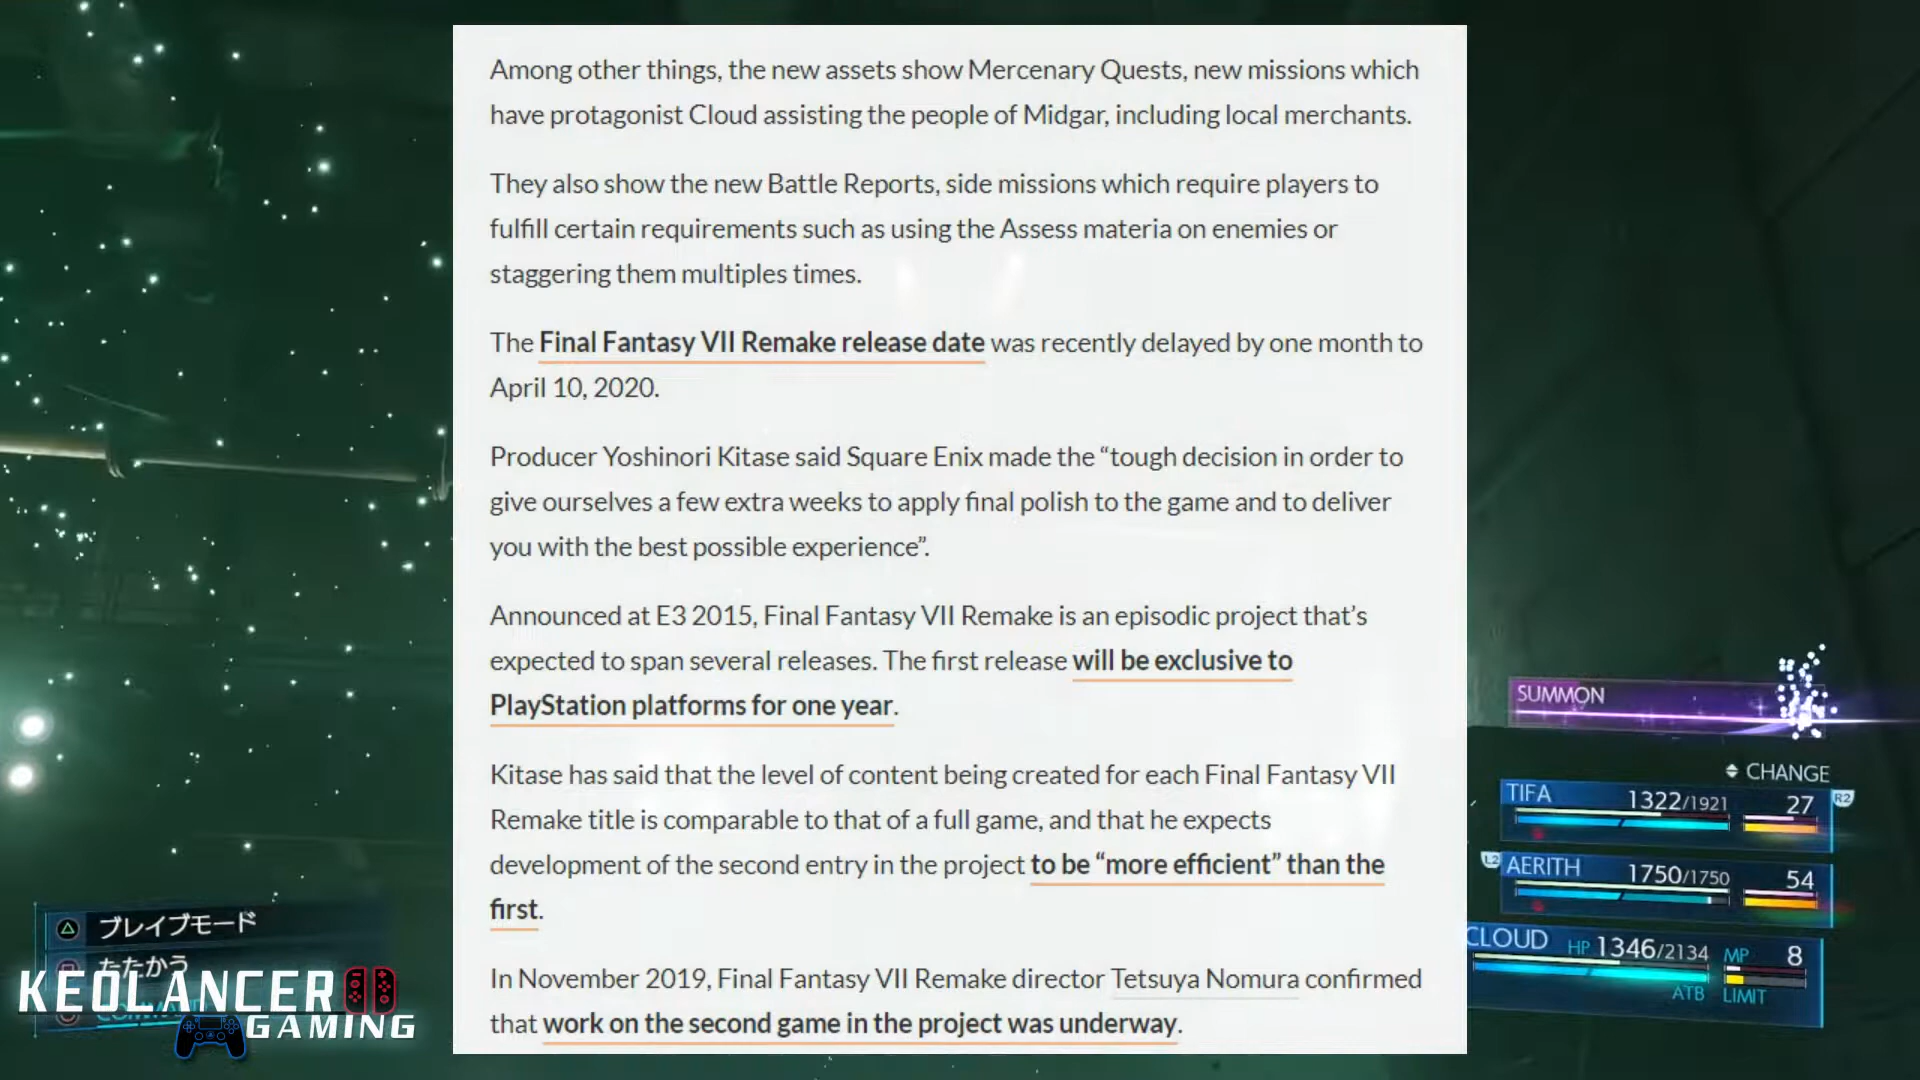 Among other things, the new assets show Mercenary Quests, new missions which
have protagonist Cloud assisting the people of Midgar, including local merchants.
They also show the new Battle Reports, side missions which require players to
fulfill certain requirements such as using the Assess materia on enemies or
staggering them multiples times.
The Final Fantasy VII Remake release date was recently delayed by one month to
April 10, 2020.
Producer Yoshinori Kitase said Square Enix made the “tough decision in order to
give ourselves a few extra weeks to apply final polish to the game and to deliver
you with the best possible experience”.
Announced at E3 2015, Final Fantasy VII Remake is an episodic project that’s
expected to span several releases. The first release will be exclusive to
PlayStation platforms for one year.
Kitase has said that the level of content being created for each Final Fantasy VII
Remake title is comparable to that of a full game, and that he expects
development of the second entry in the project to be “more efficient” than the
first.
In November 2019, Final Fantasy VII Remake director Tetsuya Nomura confirmed
that work on the second game in the project was underway.
SUMMON
CHANGE
TIFA 1322/1921 27 R2
L2 AERITH 1750/1750 54
CLOUD HP 1346/2134 MP 8
ATB LIMIT
ブレイブモード
たたかう
KEOLANCER
GAMING